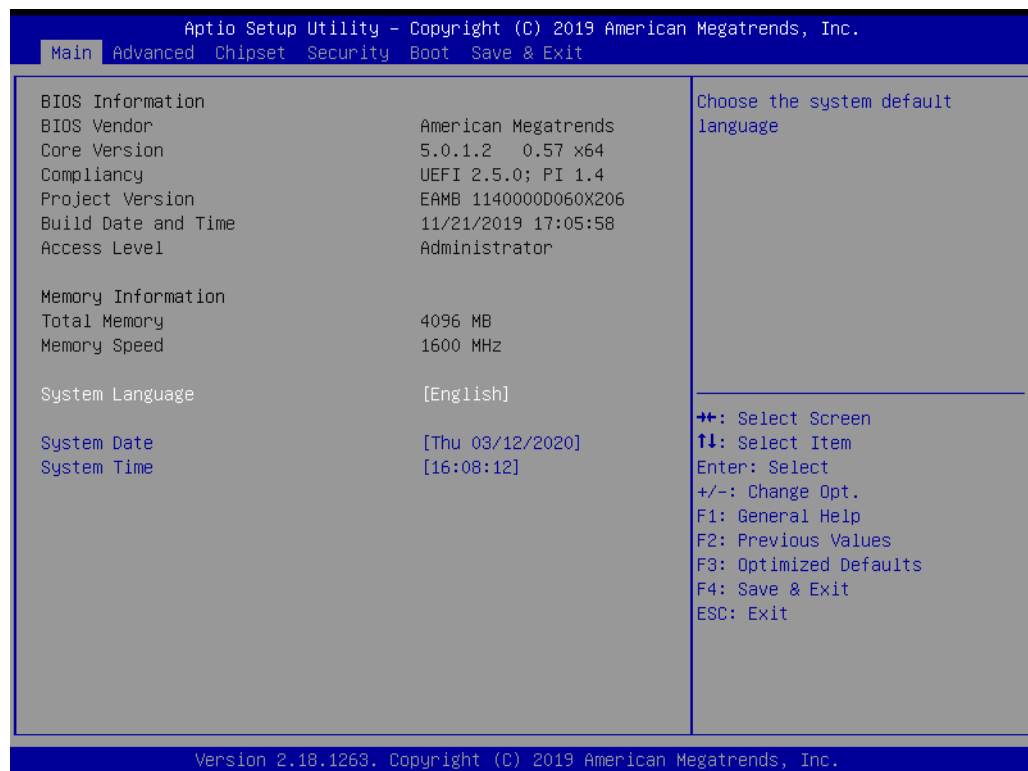 Aptio Setup Utility – Copyright (C) 2019 American Megatrends, Inc.
Main Advanced Chipset Security Boot Save & Exit
BIOS Information
BIOS Vendor American Megatrends
Core Version 5.0.1.2 0.57 x64
Compliancy UEFI 2.5.0; PI 1.4
Project Version EAMB 1140000D060X206
Build Date and Time 11/21/2019 17:05:58
Access Level Administrator
Memory Information
Total Memory 4096 MB
Memory Speed 1600 MHz
System Language [English]
System Date [Thu 03/12/2020]
System Time [16:08:12]
Choose the system default
language
→←: Select Screen
↑↓: Select Item
Enter: Select
+/-: Change Opt.
F1: General Help
F2: Previous Values
F3: Optimized Defaults
F4: Save & Exit
ESC: Exit
Version 2.18.1263. Copyright (C) 2019 American Megatrends, Inc.